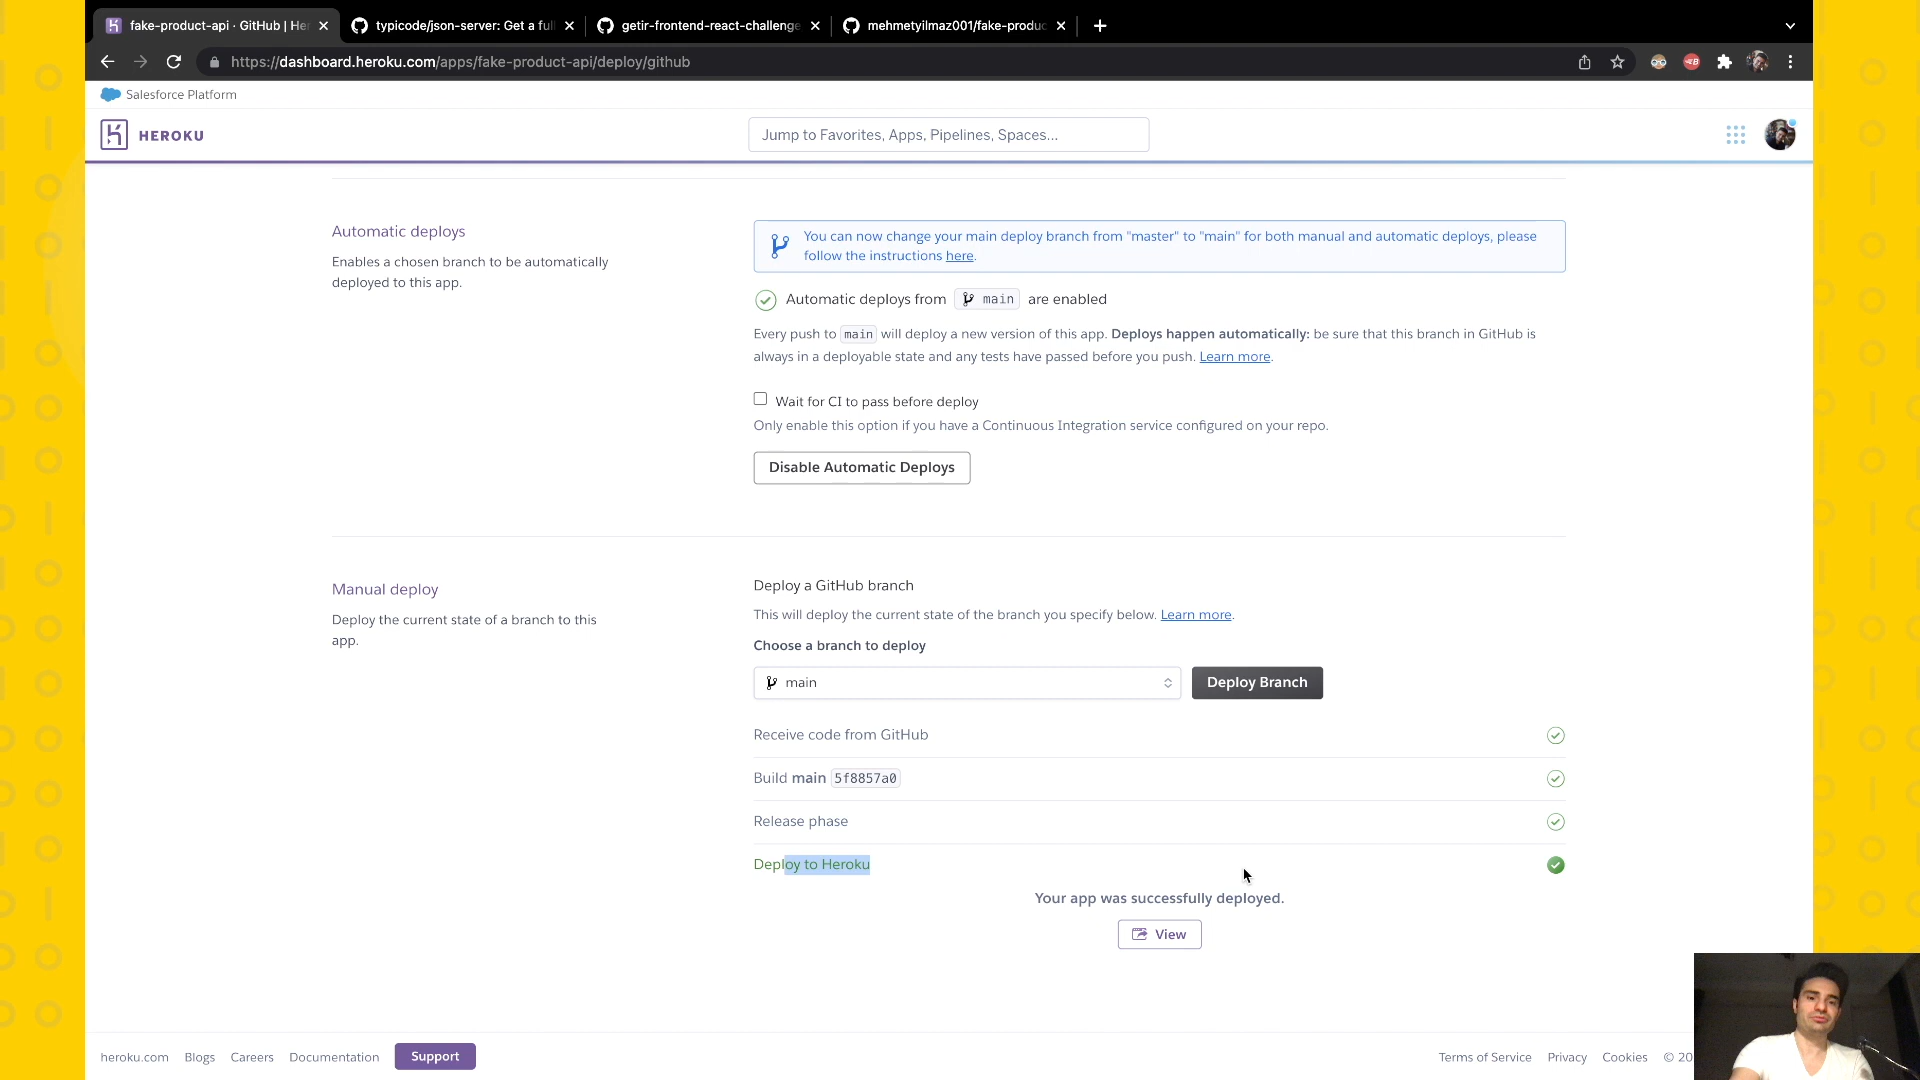 fake-product-api · GitHub | He
typicode/json-server: Get a full
getir-frontend-react-challenge
mehmetyilmaz001/fake-produc
https://dashboard.heroku.com/apps/fake-product-api/deploy/github
Salesforce Platform
HEROKU
Jump to Favorites, Apps, Pipelines, Spaces...
Automatic deploys
Enables a chosen branch to be automatically
deployed to this app.
You can now change your main deploy branch from "master" to "main" for both manual and automatic deploys, please
follow the instructions here.
Automatic deploys from main are enabled
Every push to main will deploy a new version of this app. Deploys happen automatically: be sure that this branch in GitHub is
always in a deployable state and any tests have passed before you push. Learn more.
Wait for CI to pass before deploy
Only enable this option if you have a Continuous Integration service configured on your repo.
Disable Automatic Deploys
Manual deploy
Deploy the current state of a branch to this
app.
Deploy a GitHub branch
This will deploy the current state of the branch you specify below. Learn more.
Choose a branch to deploy
main
Deploy Branch
Receive code from GitHub
Build main 5f8857a0
Release phase
Deploy to Heroku
Your app was successfully deployed.
View
heroku.com Blogs Careers Documentation Support
Terms of Service Privacy Cookies © 20